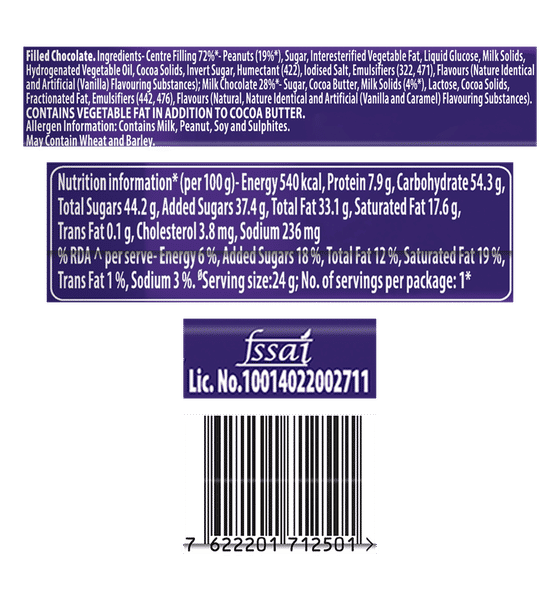 Filled Chocolate. Ingredients- Centre Filling 72%*- Peanuts (19%*), Sugar, Interesterified Vegetable Fat, Liquid Glucose, Milk Solids,
Hydrogenated Vegetable Oil, Cocoa Solids, Invert Sugar, Humectant (422), Iodised Salt, Emulsifiers (322, 471), Flavours (Nature Identical
and Artificial (Vanilla) Flavouring Substances); Milk Chocolate 28%*- Sugar, Cocoa Butter, Milk Solids (4%*), Lactose, Cocoa Solids,
Fractionated Fat, Emulsifiers (442, 476), Flavours (Natural, Nature Identical and Artificial (Vanilla and Caramel) Flavouring Substances).
CONTAINS VEGETABLE FAT IN ADDITION TO COCOA BUTTER.
Allergen Information: Contains Milk, Peanut, Soy and Sulphites.
May Contain Wheat and Barley.
Nutrition information* (per 100 g)- Energy 540 kcal, Protein 7.9 g, Carbohydrate 54.3 g,
Total Sugars 44.2 g, Added Sugars 37.4 g, Total Fat 33.1 g, Saturated Fat 17.6 g,
Trans Fat 0.1 g, Cholesterol 3.8 mg, Sodium 236 mg
% RDA ^ per serve- Energy 6 %, Added Sugars 18 %, Total Fat 12 %, Saturated Fat 19 %,
Trans Fat 1 %, Sodium 3 %. ØServing size:24 g; No. of servings per package: 1*
fssai
Lic. No.10014022002711
7 622201 712501 >